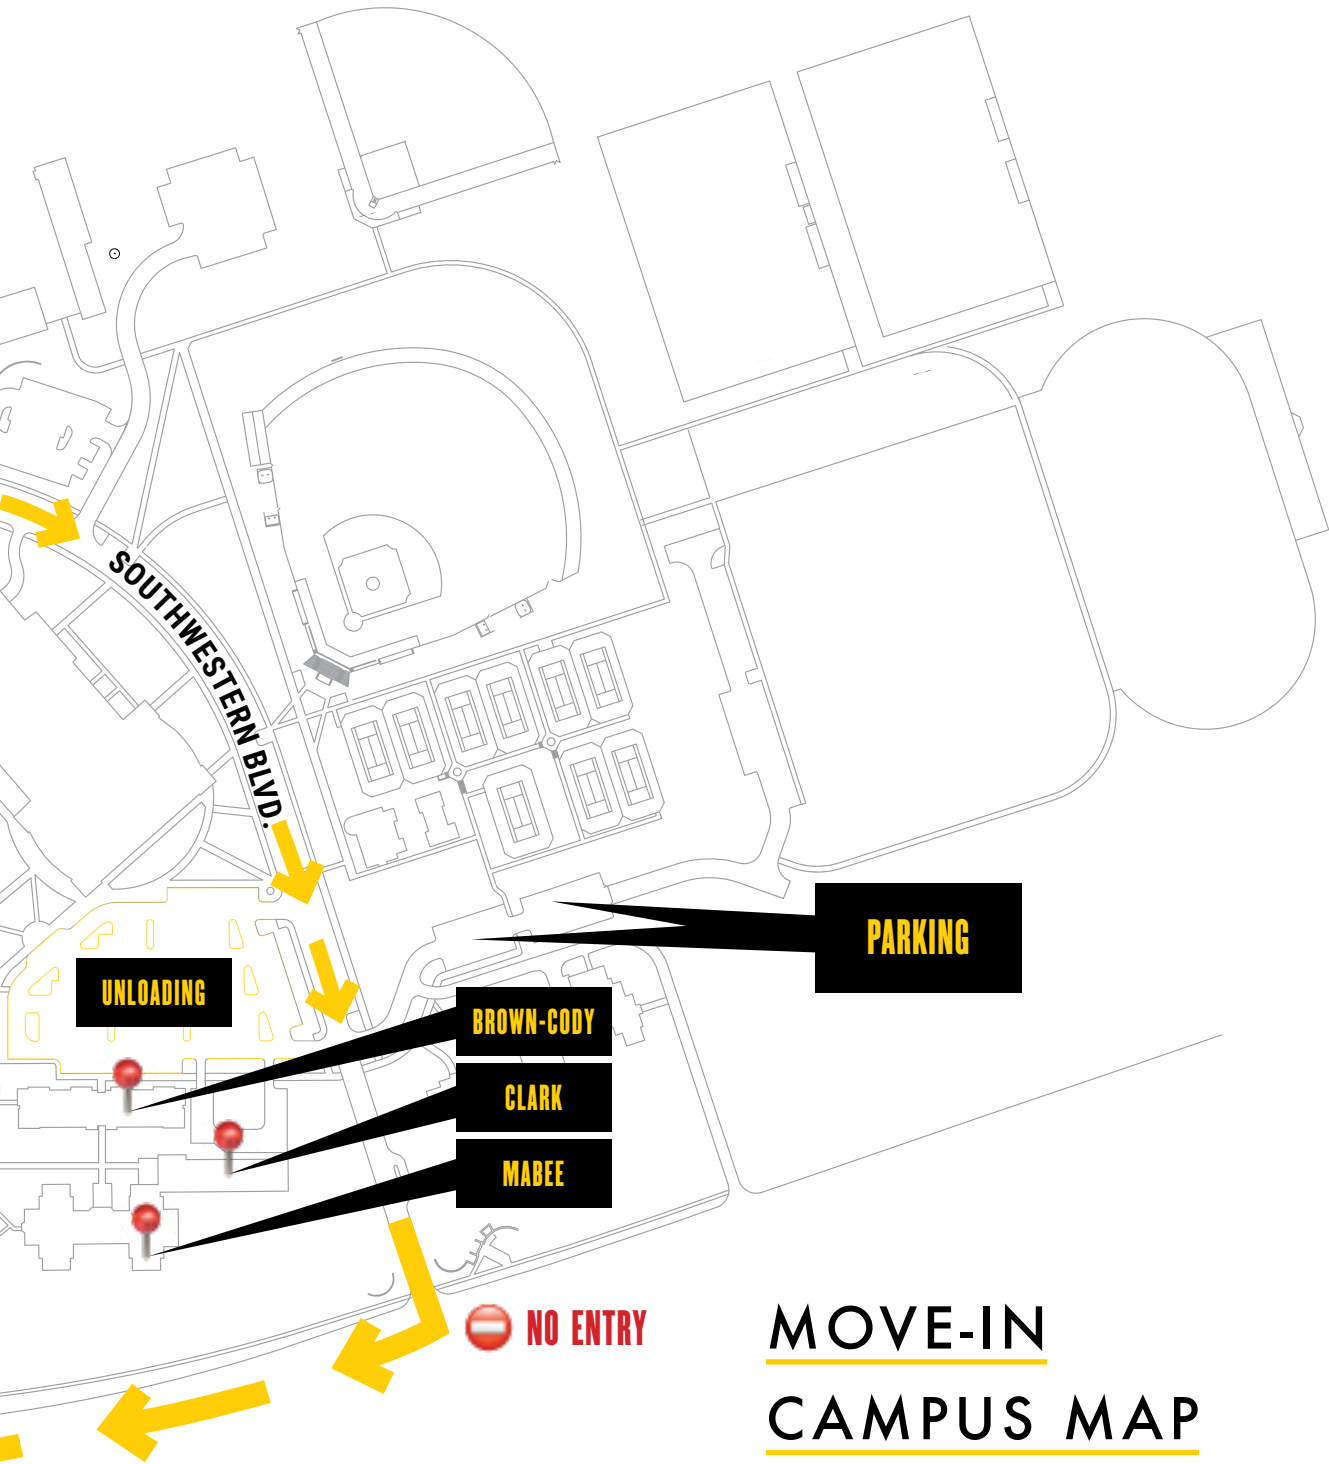 SOUTHWESTERN BLVD.
PARKING
UNLOADING
BROWN-CODY
CLARK
MABEE
NO ENTRY
MOVE-IN
CAMPUS MAP